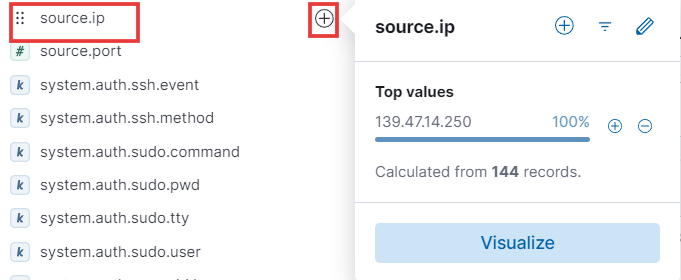 source.ip
# source.port
k system.auth.ssh.event
k system.auth.ssh.method
k system.auth.sudo.command
k system.auth.sudo.pwd
k system.auth.sudo.tty
k system.auth.sudo.user
source.ip
Top values
139.47.14.250 100%
Calculated from 144 records.
Visualize